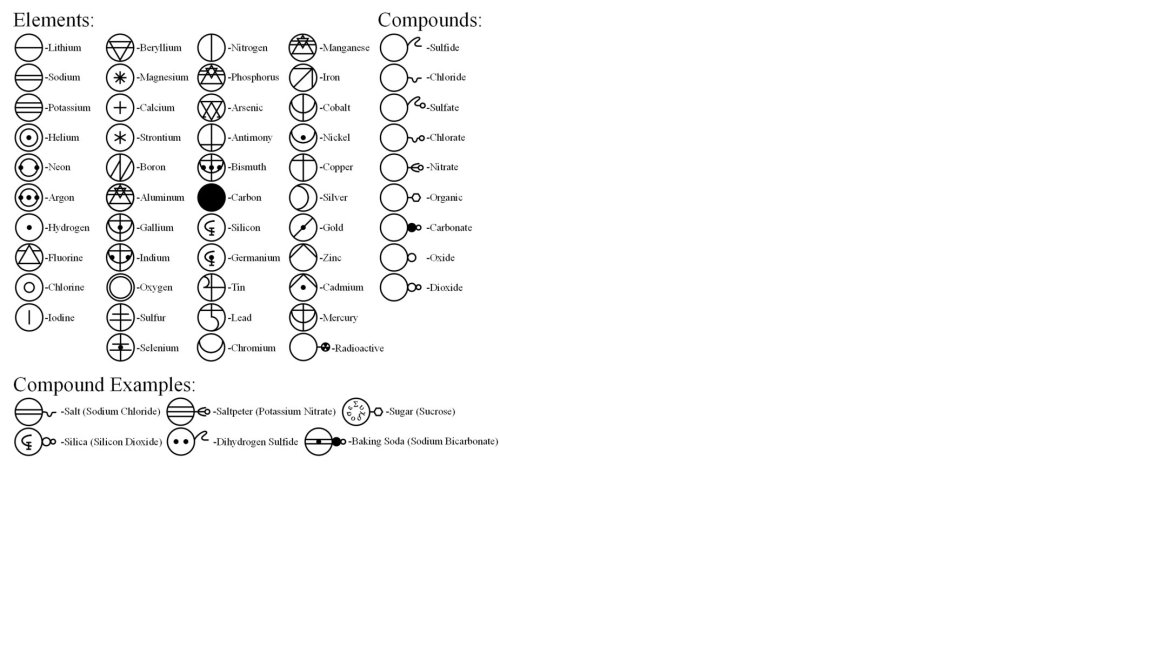 Elements:
Compounds:
-Lithium
-Beryllium
-Nitrogen
-Manganese
-Sulfide
-Sodium
-Magnesium
-Phosphorus
-Iron
-Chloride
-Potassium
-Calcium
-Arsenic
-Cobalt
-Sulfate
-Helium
-Strontium
-Antimony
-Nickel
-Chlorate
-Neon
-Boron
-Bismuth
-Copper
-Nitrate
-Argon
-Aluminum
-Carbon
-Silver
-Organic
-Hydrogen
-Gallium
-Silicon
-Gold
-Carbonate
-Fluorine
-Indium
-Germanium
-Zinc
-Oxide
-Chlorine
-Oxygen
-Tin
-Cadmium
-Dioxide
-Iodine
-Sulfur
-Lead
-Mercury
-Selenium
-Chromium
-Radioactive
Compound Examples:
-Salt (Sodium Chloride)
-Saltpeter (Potassium Nitrate)
-Sugar (Sucrose)
-Silica (Silicon Dioxide)
-Dihydrogen Sulfide
-Baking Soda (Sodium Bicarbonate)